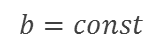 b = const